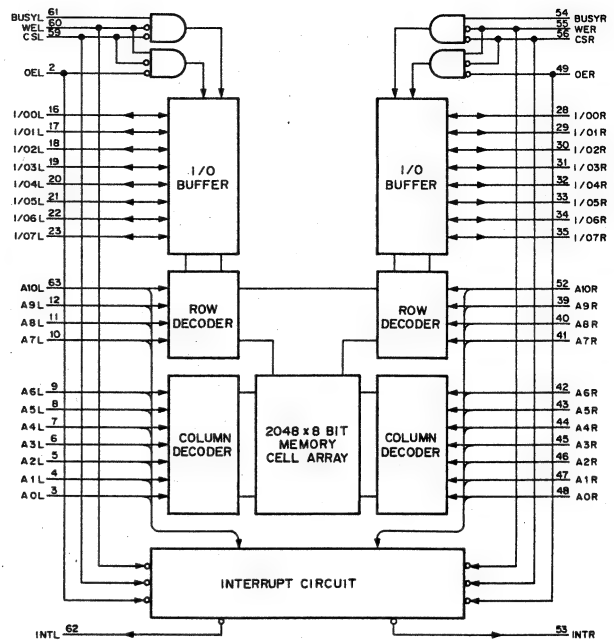 BUSYL 61
WEL 60
CSL 59
OEL 2
54 BUSYR
55 WER
56 CSR
49 OER
I/O0L 16
I/O1L 17
I/O2L 18
I/O3L 19
I/O4L 20
I/O5L 21
I/O6L 22
I/O7L 23
I/O
BUFFER
I/O
BUFFER
28 I/O0R
29 I/O1R
30 I/O2R
31 I/O3R
32 I/O4R
33 I/O5R
34 I/O6R
35 I/O7R
A10L 63
A9L 12
A8L 11
A7L 10
ROW
DECODER
ROW
DECODER
52 A10R
39 A9R
40 A8R
41 A7R
A6L 9
A5L 8
A4L 7
A3L 6
A2L 5
A1L 4
A0L 3
COLUMN
DECODER
2048 x 8 BIT
MEMORY
CELL ARRAY
COLUMN
DECODER
42 A6R
43 A5R
44 A4R
45 A3R
46 A2R
47 A1R
48 A0R
INTERRUPT CIRCUIT
INTL 62
53 INTR